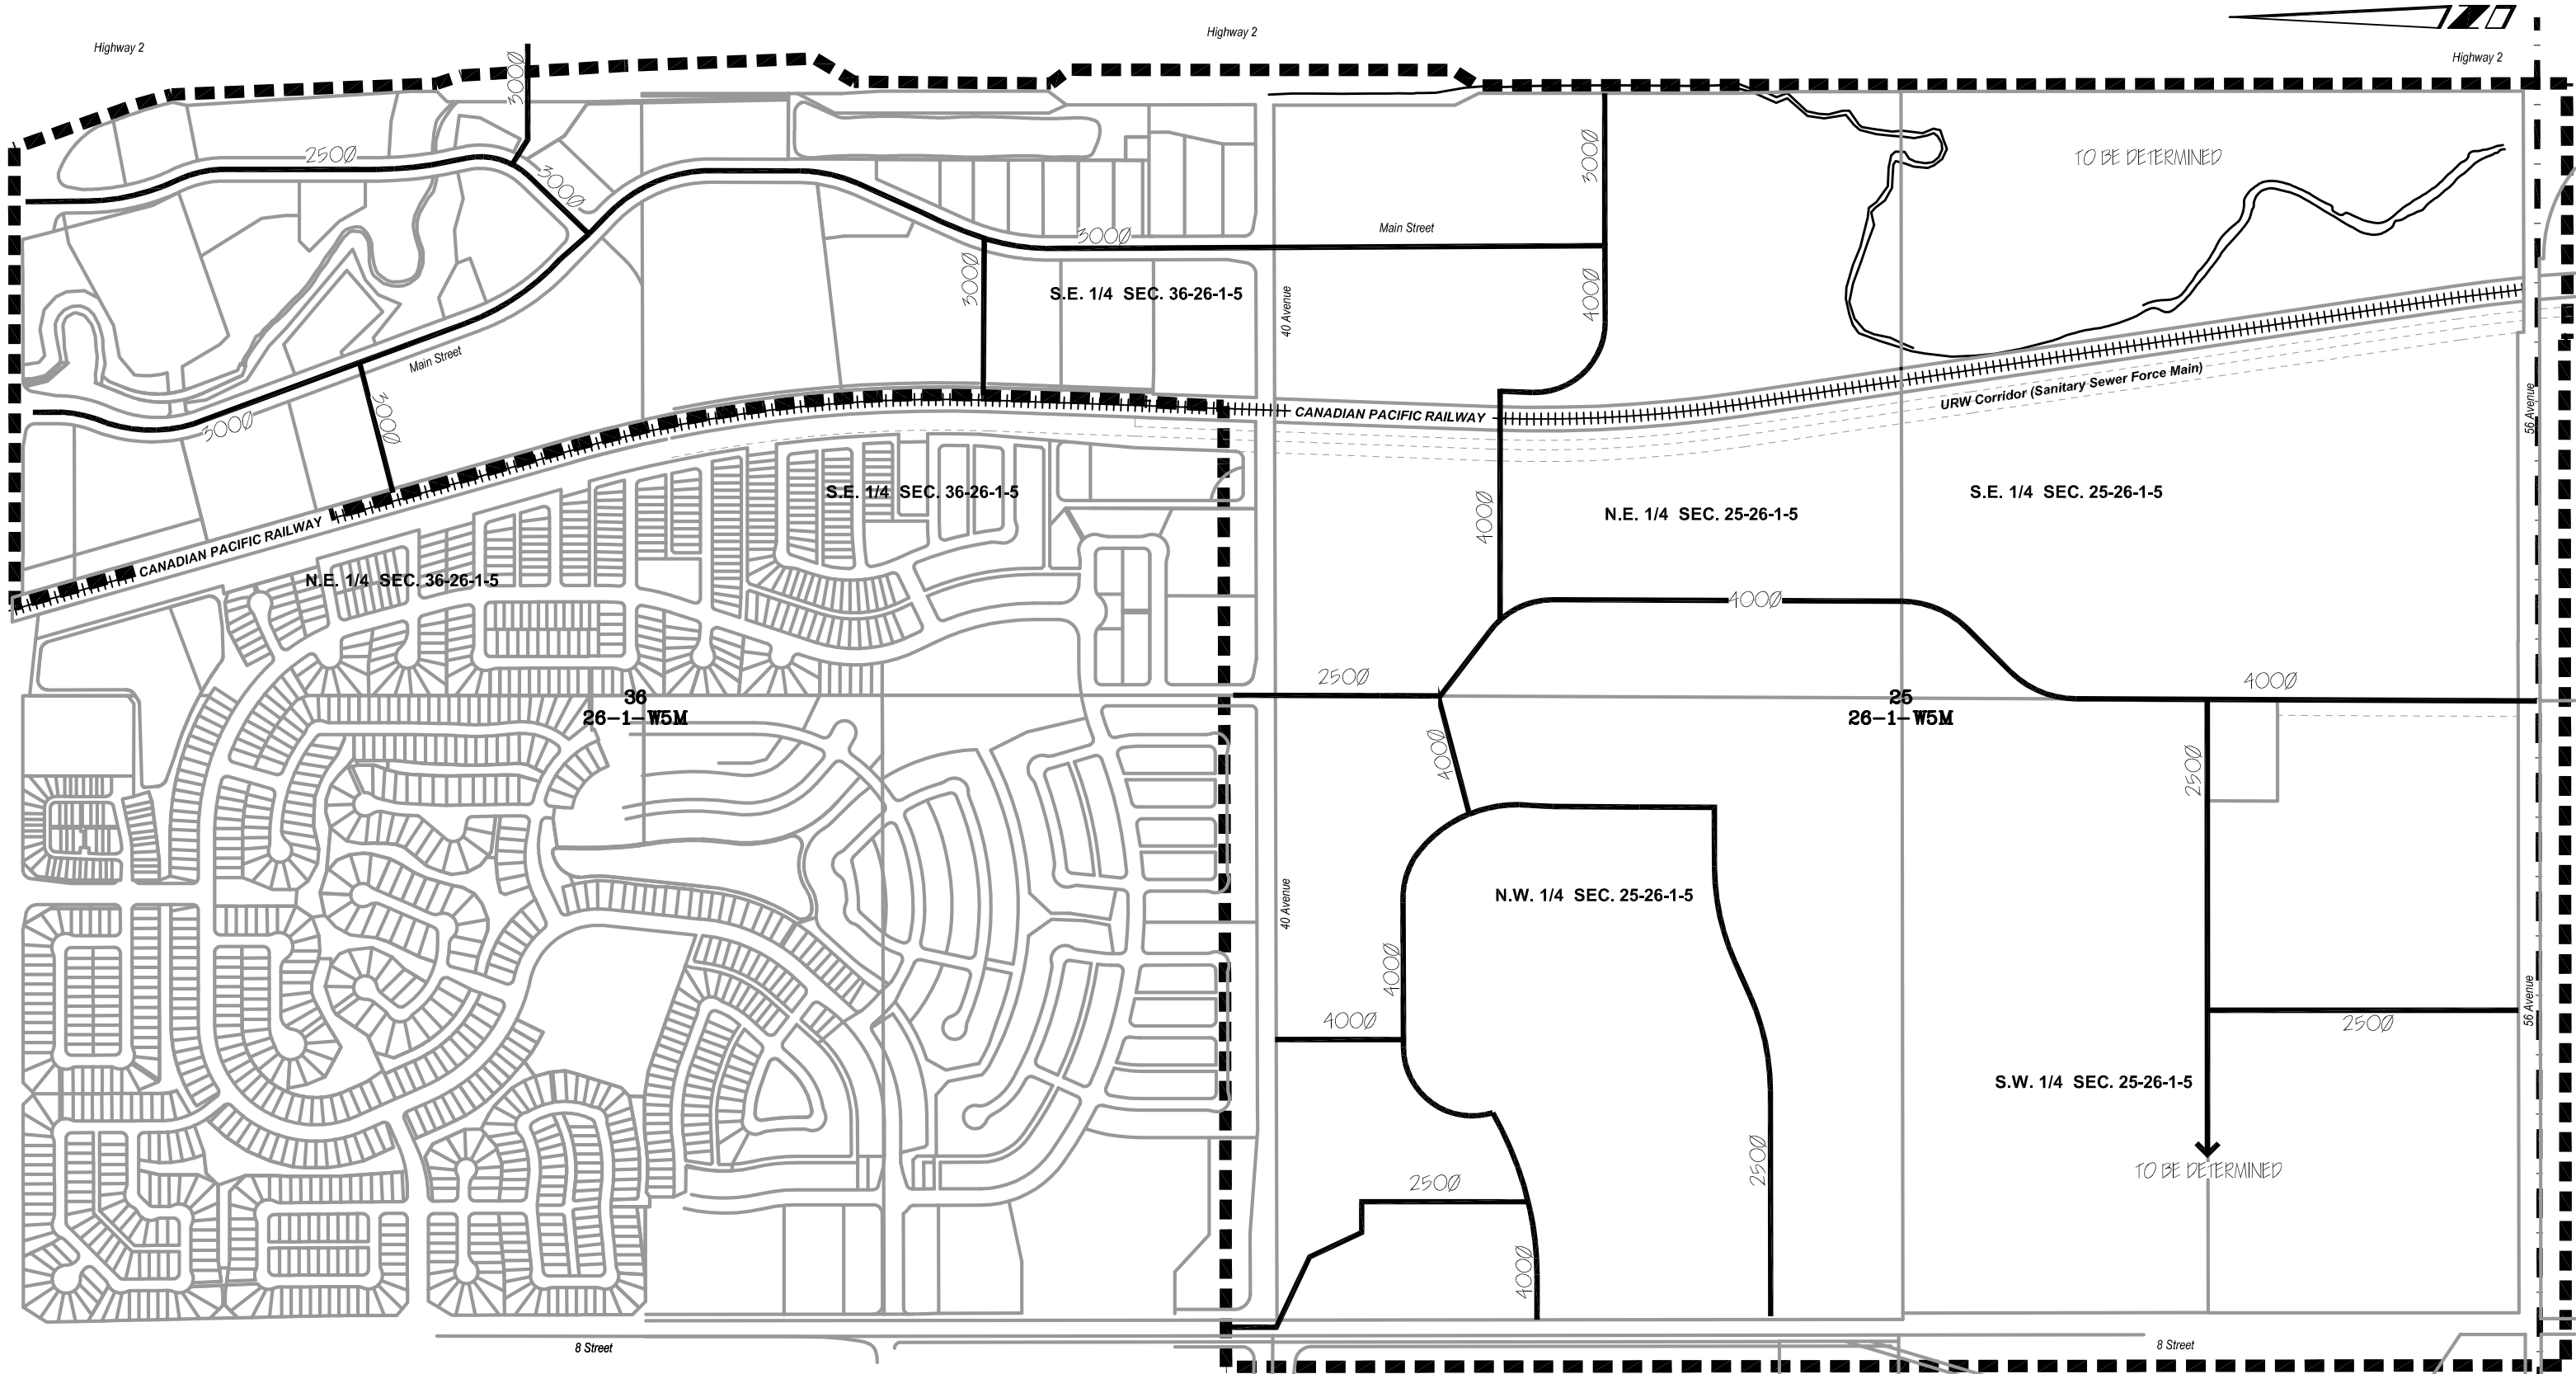 Highway 2
Highway 2
Highway 2
3000
2500
3000
3000
TO BE DETERMINED
Main Street
3000
3000
S.E. 1/4 SEC. 36-26-1-5
40 Avenue
4000
Main Street
3000
3000
CANADIAN PACIFIC RAILWAY
URW Corridor (Sanitary Sewer Force Main)
56 Avenue
S.E. 1/4 SEC. 36-26-1-5
4000
N.E. 1/4 SEC. 25-26-1-5
S.E. 1/4 SEC. 25-26-1-5
CANADIAN PACIFIC RAILWAY
N.E. 1/4 SEC. 36-26-1-5
4000
2500
4000
36
26-1-W5M
25
26-1-W5M
4000
2500
40 Avenue
N.W. 1/4 SEC. 25-26-1-5
4000
4000
56 Avenue
2500
S.W. 1/4 SEC. 25-26-1-5
2500
TO BE DETERMINED
2500
4000
8 Street
8 Street